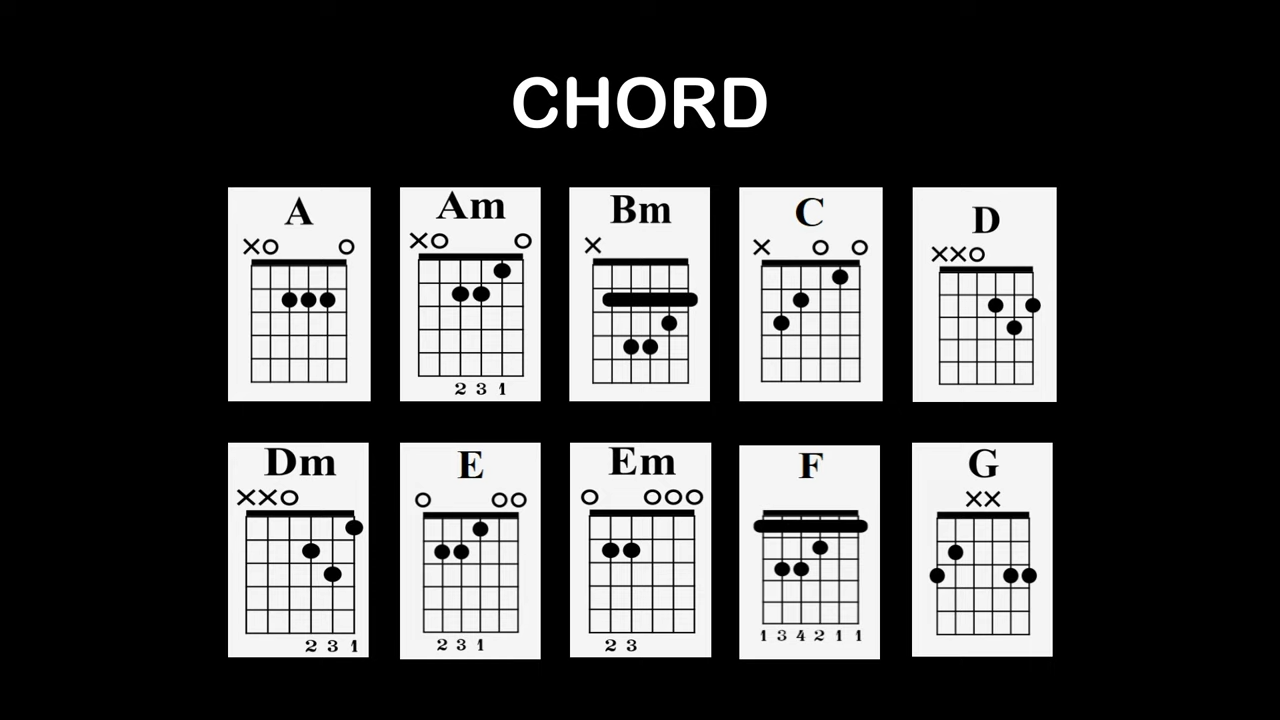 CHORD
A Am Bm C D
×○ ○ ×○ ○ × × ○ ○ ××○
2 3 1
Dm E Em F G
××○ ○ ○○ ○ ○○○ ××
2 3 1 2 3 1 2 3 1 3 4 2 1 1